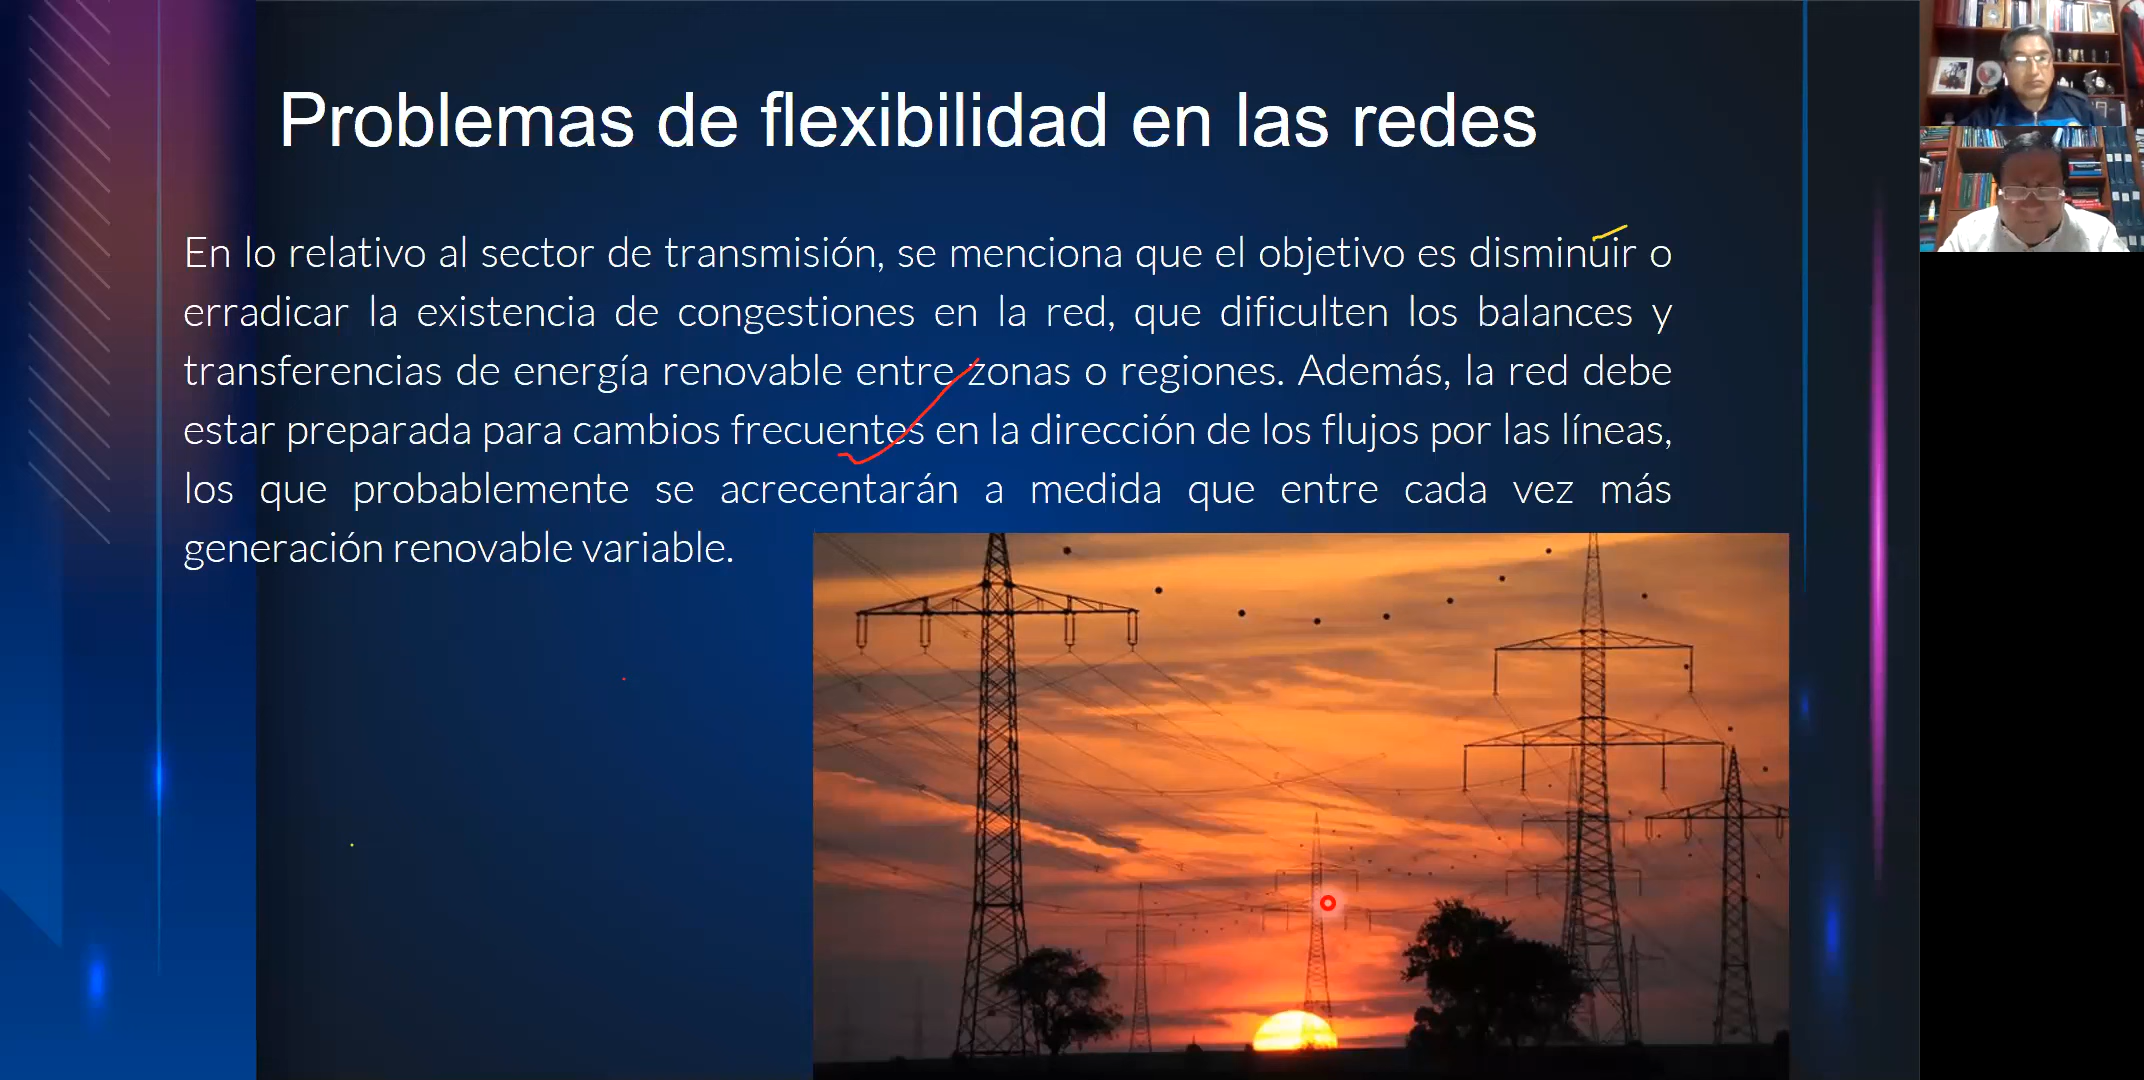 Problemas de flexibilidad en las redes
En lo relativo al sector de transmisión, se menciona que el objetivo es disminuir o
erradicar la existencia de congestiones en la red, que dificulten los balances y
transferencias de energía renovable entre zonas o regiones. Además, la red debe
estar preparada para cambios frecuentes en la dirección de los flujos por las líneas,
los que probablemente se acrecentarán a medida que entre cada vez más
generación renovable variable.